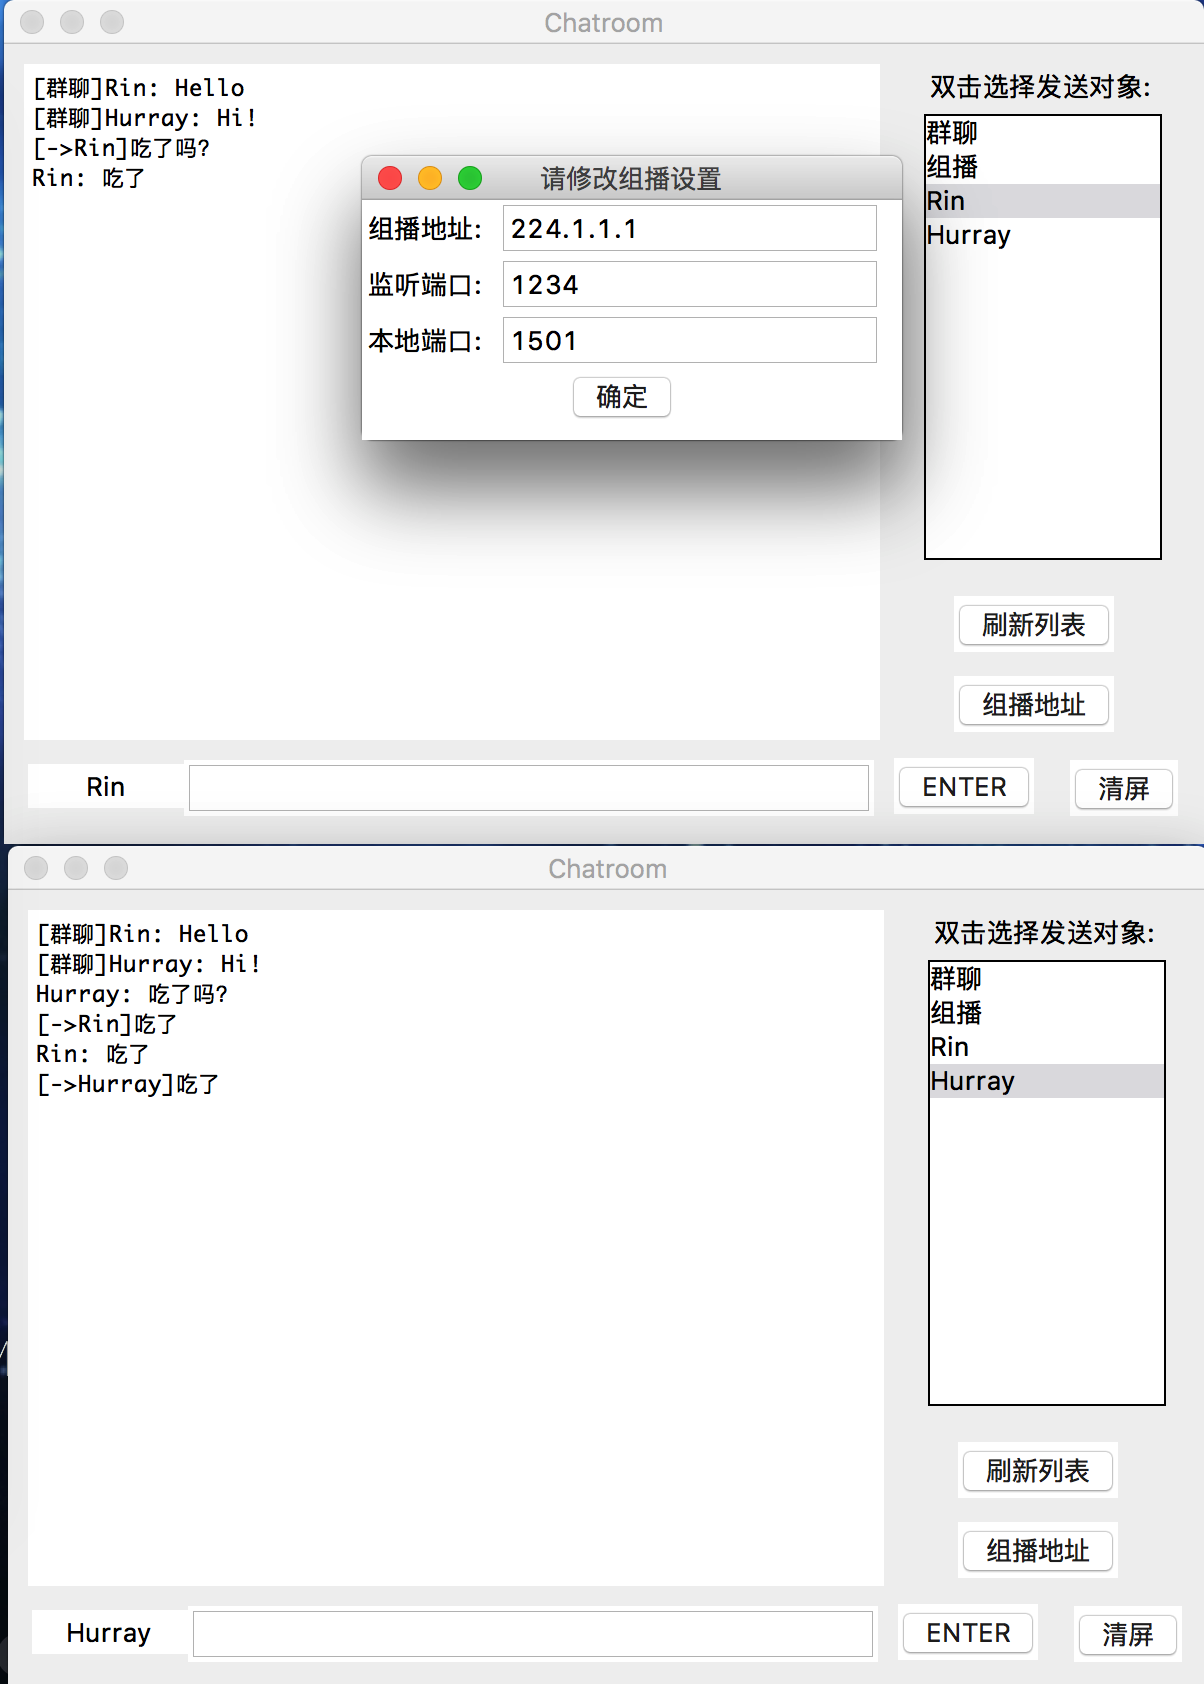 Chatroom
[群聊]Rin: Hello
[群聊]Hurray: Hi!
[->Rin]吃了吗?
Rin: 吃了
请修改组播设置
组播地址: 224.1.1.1
监听端口: 1234
本地端口: 1501
确定
双击选择发送对象:
群聊
组播
Rin
Hurray
刷新列表
组播地址
Rin ENTER 清屏
Chatroom
[群聊]Rin: Hello
[群聊]Hurray: Hi!
Hurray: 吃了吗?
[->Rin]吃了
Rin: 吃了
[->Hurray]吃了
双击选择发送对象:
群聊
组播
Rin
Hurray
刷新列表
组播地址
Hurray ENTER 清屏